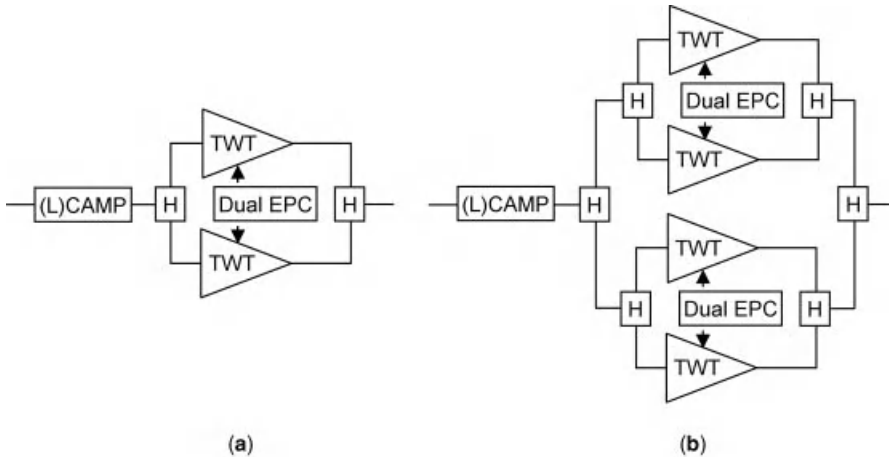 TWT
H
Dual EPC
H
TWT
(L)CAMP
H
Dual EPC
H
TWT
TWT
(a)
(L)CAMP
H
H
TWT
H
Dual EPC
H
TWT
(b)